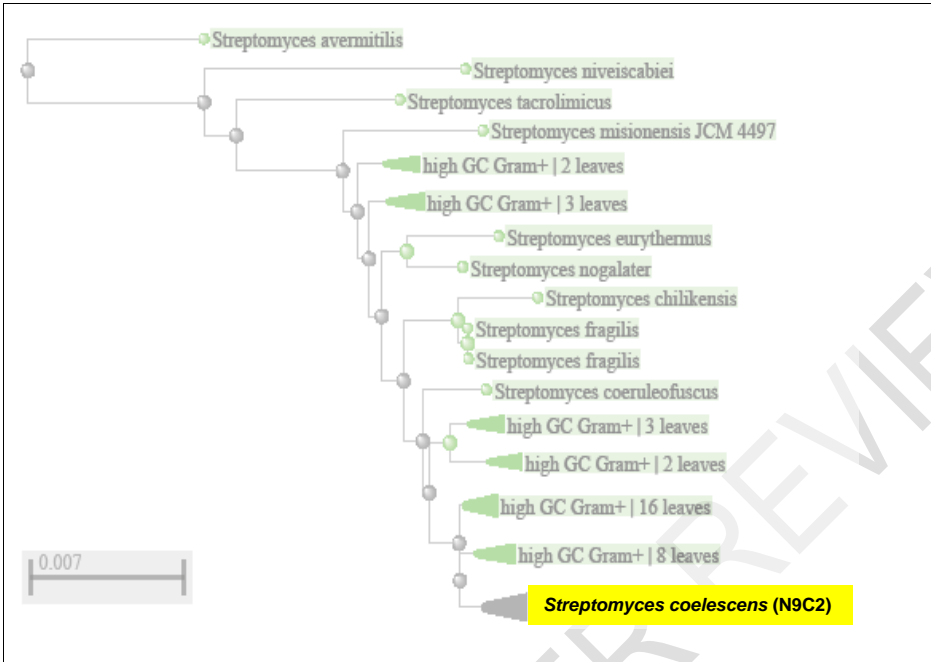 Streptomyces avermitilis
Streptomyces niveiscabiei
Streptomyces tacrolimicus
Streptomyces misionensis JCM 4497
high GC Gram+ | 2 leaves
high GC Gram+ | 3 leaves
Streptomyces eurythermus
Streptomyces nogalater
Streptomyces chilikensis
Streptomyces fragilis
Streptomyces fragilis
Streptomyces coeruleofuscus
high GC Gram+ | 3 leaves
high GC Gram+ | 2 leaves
high GC Gram+ | 16 leaves
high GC Gram+ | 8 leaves
0.007
Streptomyces coelescens (N9C2)